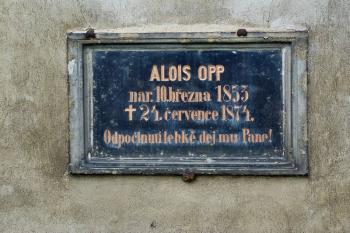 ALOIS OPP
nar. 10. března 1853
✝ 24. července 1874.
Odpočinutí lehké dej mu Pane!